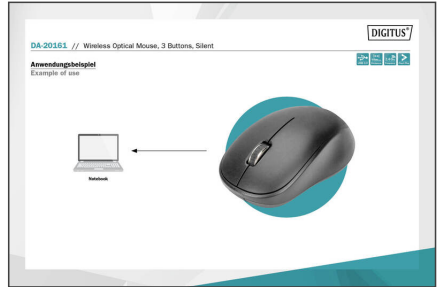 DIGITUS®
DA-20161 // Wireless Optical Mouse, 3 Buttons, Silent
Anwendungsbeispiel
Example of use
Notebook